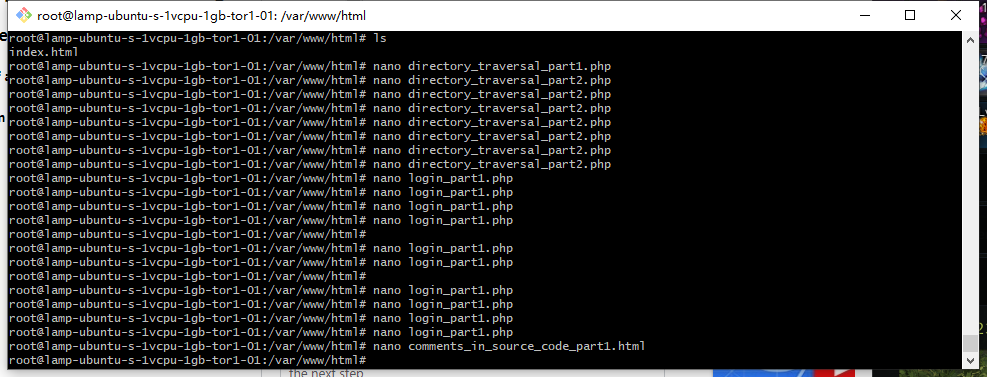 root@lamp-ubuntu-s-1vcpu-1gb-tor1-01: /var/www/html
root@lamp-ubuntu-s-1vcpu-1gb-tor1-01:/var/www/html# ls
index.html
root@lamp-ubuntu-s-1vcpu-1gb-tor1-01:/var/www/html# nano directory_traversal_part1.php
root@lamp-ubuntu-s-1vcpu-1gb-tor1-01:/var/www/html# nano directory_traversal_part2.php
root@lamp-ubuntu-s-1vcpu-1gb-tor1-01:/var/www/html# nano directory_traversal_part2.php
root@lamp-ubuntu-s-1vcpu-1gb-tor1-01:/var/www/html# nano directory_traversal_part2.php
root@lamp-ubuntu-s-1vcpu-1gb-tor1-01:/var/www/html# nano directory_traversal_part2.php
root@lamp-ubuntu-s-1vcpu-1gb-tor1-01:/var/www/html# nano directory_traversal_part2.php
root@lamp-ubuntu-s-1vcpu-1gb-tor1-01:/var/www/html# nano directory_traversal_part2.php
root@lamp-ubuntu-s-1vcpu-1gb-tor1-01:/var/www/html# nano directory_traversal_part2.php
root@lamp-ubuntu-s-1vcpu-1gb-tor1-01:/var/www/html# nano login_part1.php
root@lamp-ubuntu-s-1vcpu-1gb-tor1-01:/var/www/html# nano login_part1.php
root@lamp-ubuntu-s-1vcpu-1gb-tor1-01:/var/www/html# nano login_part1.php
root@lamp-ubuntu-s-1vcpu-1gb-tor1-01:/var/www/html# nano login_part1.php
root@lamp-ubuntu-s-1vcpu-1gb-tor1-01:/var/www/html#
root@lamp-ubuntu-s-1vcpu-1gb-tor1-01:/var/www/html# nano login_part1.php
root@lamp-ubuntu-s-1vcpu-1gb-tor1-01:/var/www/html# nano login_part1.php
root@lamp-ubuntu-s-1vcpu-1gb-tor1-01:/var/www/html#
root@lamp-ubuntu-s-1vcpu-1gb-tor1-01:/var/www/html# nano login_part1.php
root@lamp-ubuntu-s-1vcpu-1gb-tor1-01:/var/www/html# nano login_part1.php
root@lamp-ubuntu-s-1vcpu-1gb-tor1-01:/var/www/html# nano login_part1.php
root@lamp-ubuntu-s-1vcpu-1gb-tor1-01:/var/www/html# nano login_part1.php
root@lamp-ubuntu-s-1vcpu-1gb-tor1-01:/var/www/html# nano comments_in_source_code_part1.html
root@lamp-ubuntu-s-1vcpu-1gb-tor1-01:/var/www/html#
the next step